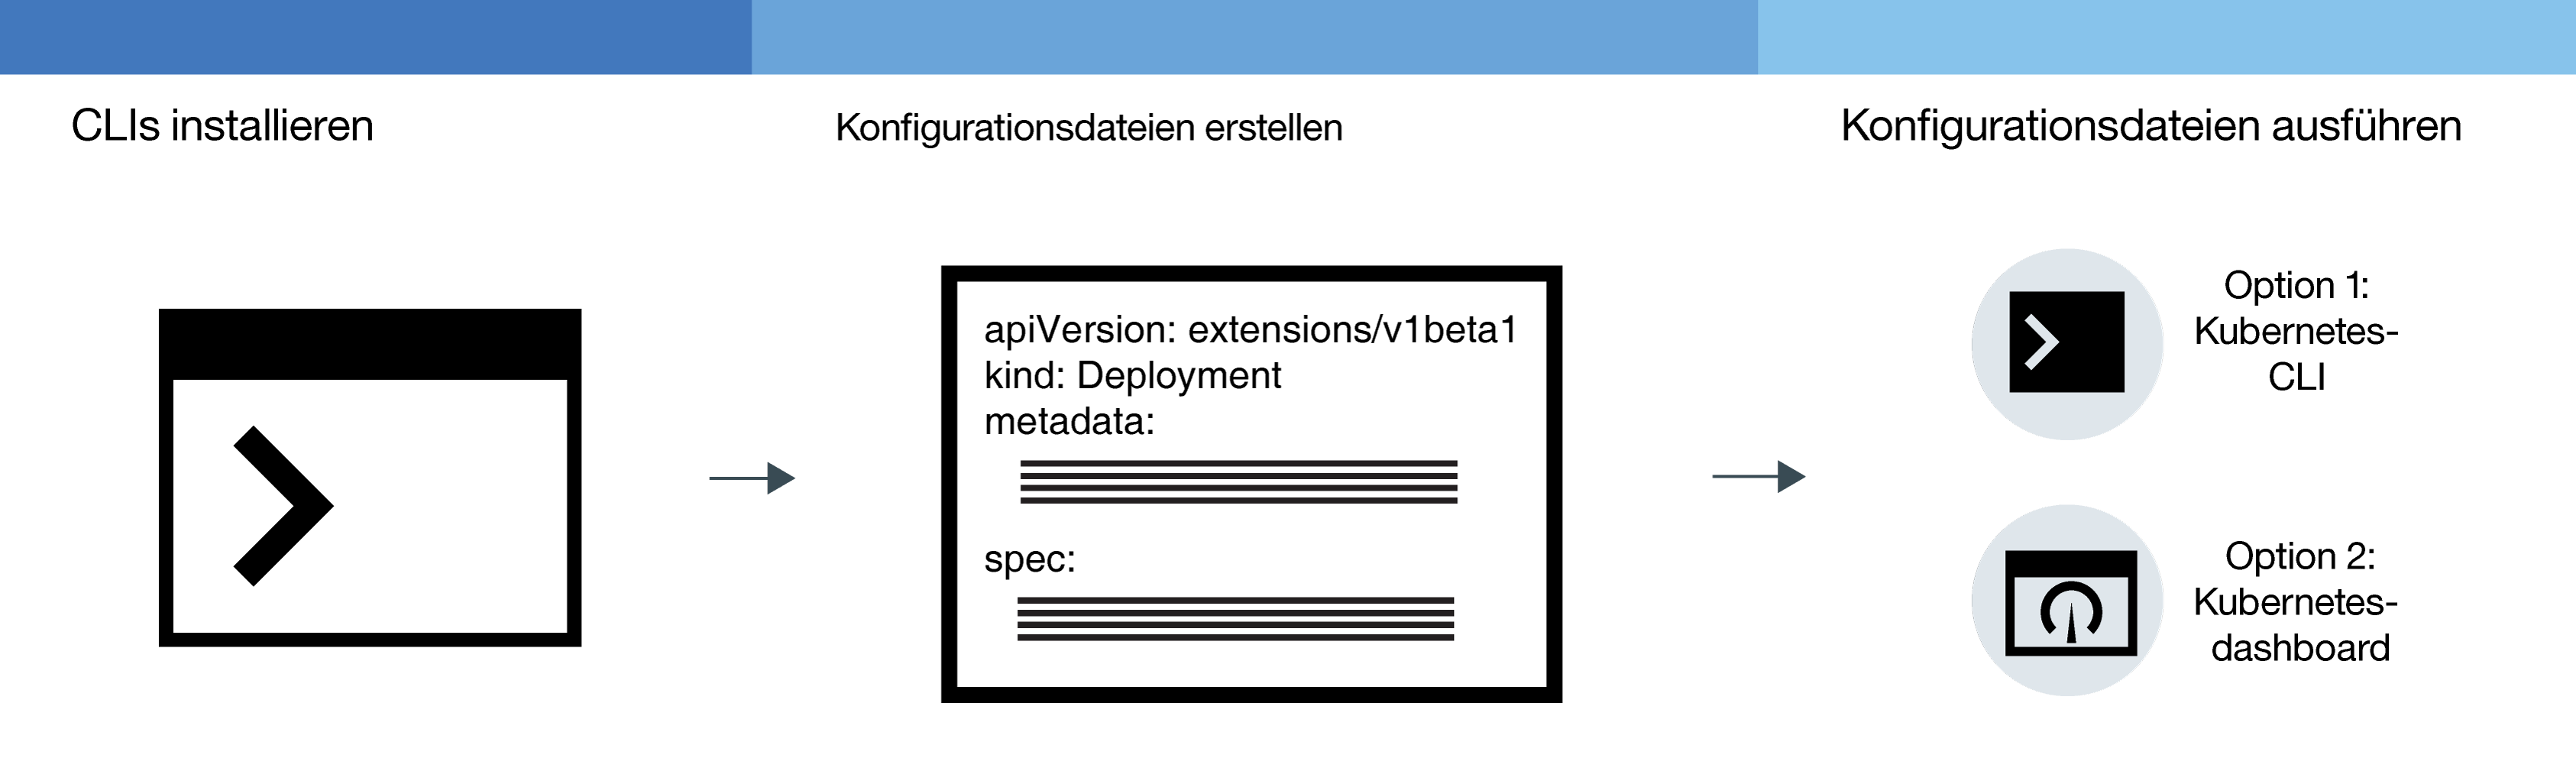 CLIs installieren
Konfigurationsdateien erstellen
Konfigurationsdateien ausführen
apiVersion: extensions/v1beta1
kind: Deployment
metadata:
spec:
Option 1:
Kubernetes-
CLI
Option 2:
Kubernetes-
dashboard